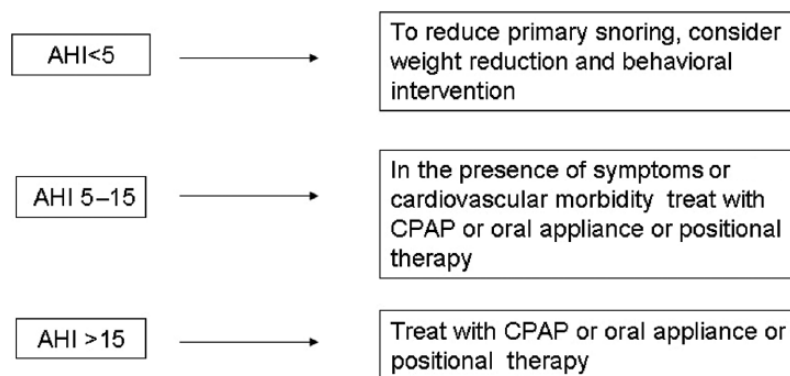 AHI<5
To reduce primary snoring, consider
weight reduction and behavioral
intervention
AHI 5–15
In the presence of symptoms or
cardiovascular morbidity treat with
CPAP or oral appliance or positional
therapy
AHI >15
Treat with CPAP or oral appliance or
positional therapy